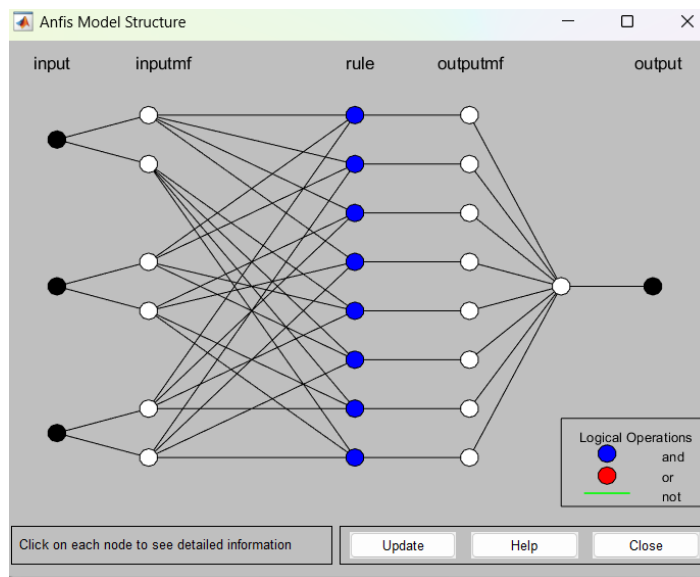 Anfis Model Structure
input inputmf rule outputmf output
Logical Operations
and
or
not
Click on each node to see detailed information
Update Help Close